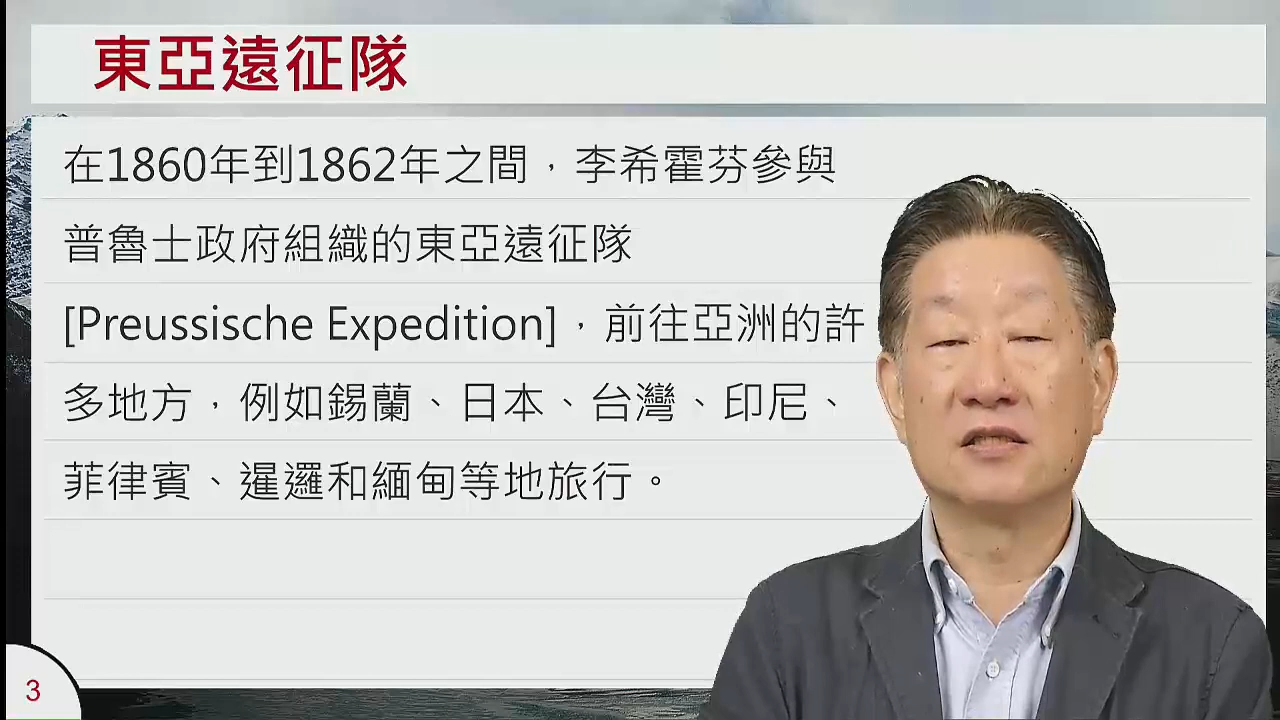 東亞遠征隊
在1860年到1862年之間，李希霍芬參與
普魯士政府組織的東亞遠征隊
[Preussische Expedition]，前往亞洲的許
多地方，例如錫蘭、日本、台灣、印尼、
菲律賓、暹邏和緬甸等地旅行。
3